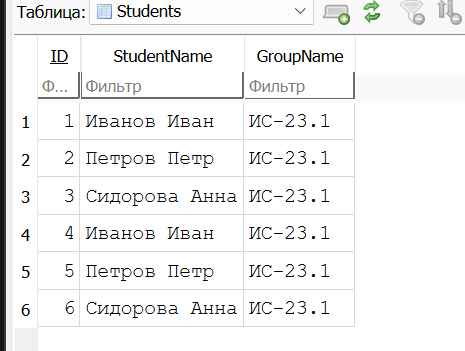 Таблица: Students
ID StudentName GroupName
Ф... Фильтр Фильтр
1 1 Иванов Иван ИС-23.1
2 2 Петров Петр ИС-23.1
3 3 Сидорова Анна ИС-23.1
4 4 Иванов Иван ИС-23.1
5 5 Петров Петр ИС-23.1
6 6 Сидорова Анна ИС-23.1